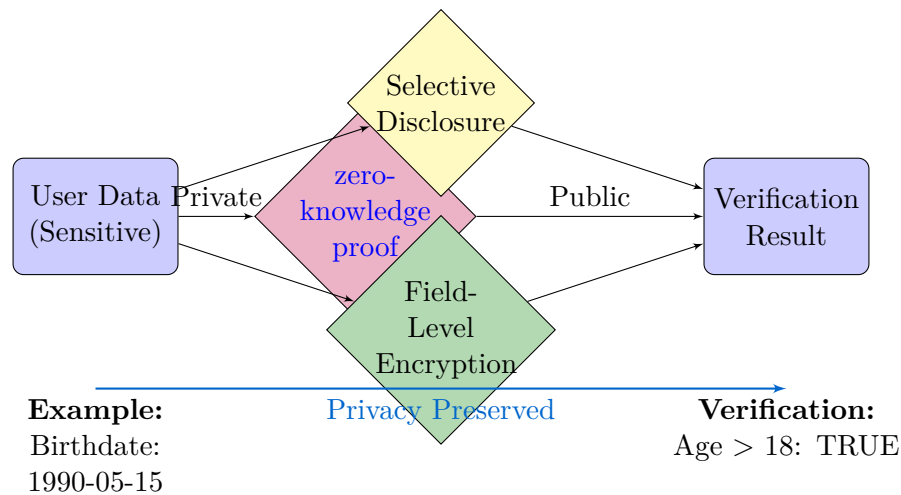 Selective
Disclosure
User Data
(Sensitive)
Private
zero-
knowledge
proof
Public
Verification
Result
Field-
Level
Encryption
Privacy Preserved
Example:
Birthdate:
1990-05-15
Verification:
Age > 18: TRUE